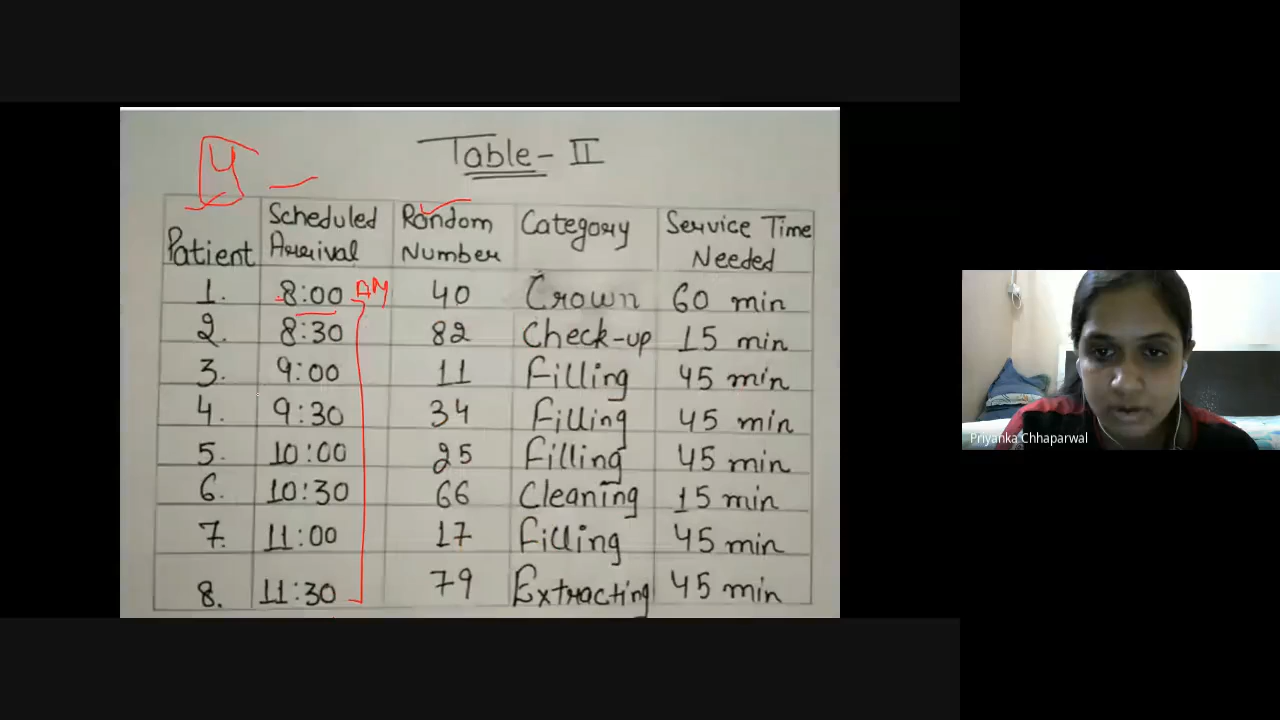 4
Table - II
Patient Scheduled Arrival Random Number Category Service Time Needed
1. 8:00 AM 40 Crown 60 min
2. 8:30 82 Check-up 15 min
3. 9:00 11 Filling 45 min
4. 9:30 34 Filling 45 min
5. 10:00 25 Filling 45 min
6. 10:30 66 Cleaning 15 min
7. 11:00 17 Filling 45 min
8. 11:30 79 Extracting 45 min
Priyanka Chhaparwal